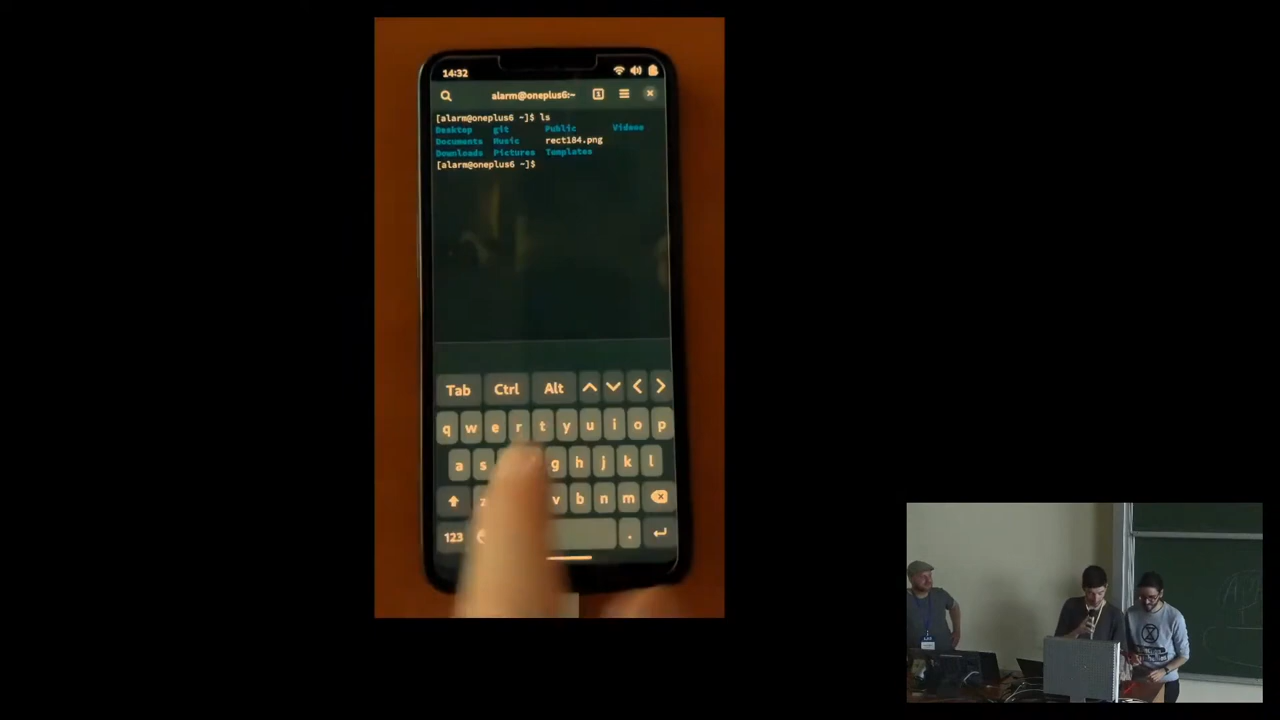 14:32
alarm@oneplus6:~
[alarm@oneplus6 ~]$ ls
Desktop git Public Videos
Documents Music rect184.png
Downloads Pictures Templates
[alarm@oneplus6 ~]$
Tab Ctrl Alt
q w e r t y u i o p
a s g h j k l
z v b n m
123 .